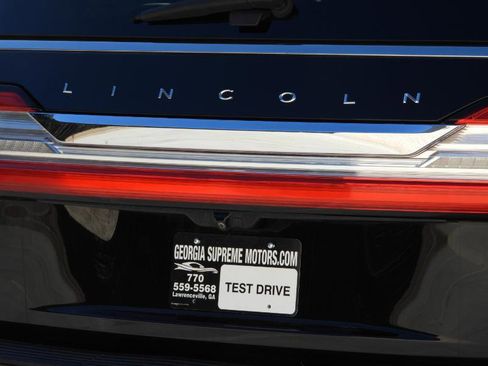 LINCOLN
GEORGIA SUPREME MOTORS.COM
770
559-5568
Lawrenceville, GA
TEST DRIVE